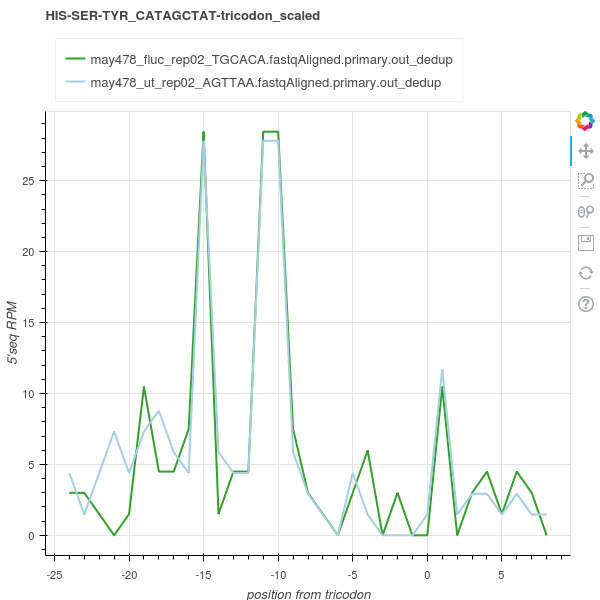 HIS-SER-TYR_CATAGCTAT-tricodon_scaled
may478_fluc_rep02_TGCACA.fastqAligned.primary.out_dedup
may478_ut_rep02_AGTTAA.fastqAligned.primary.out_dedup
25
20
15
10
5
0
5'seq RPM
-25 -20 -15 -10 -5 0 5
position from tricodon